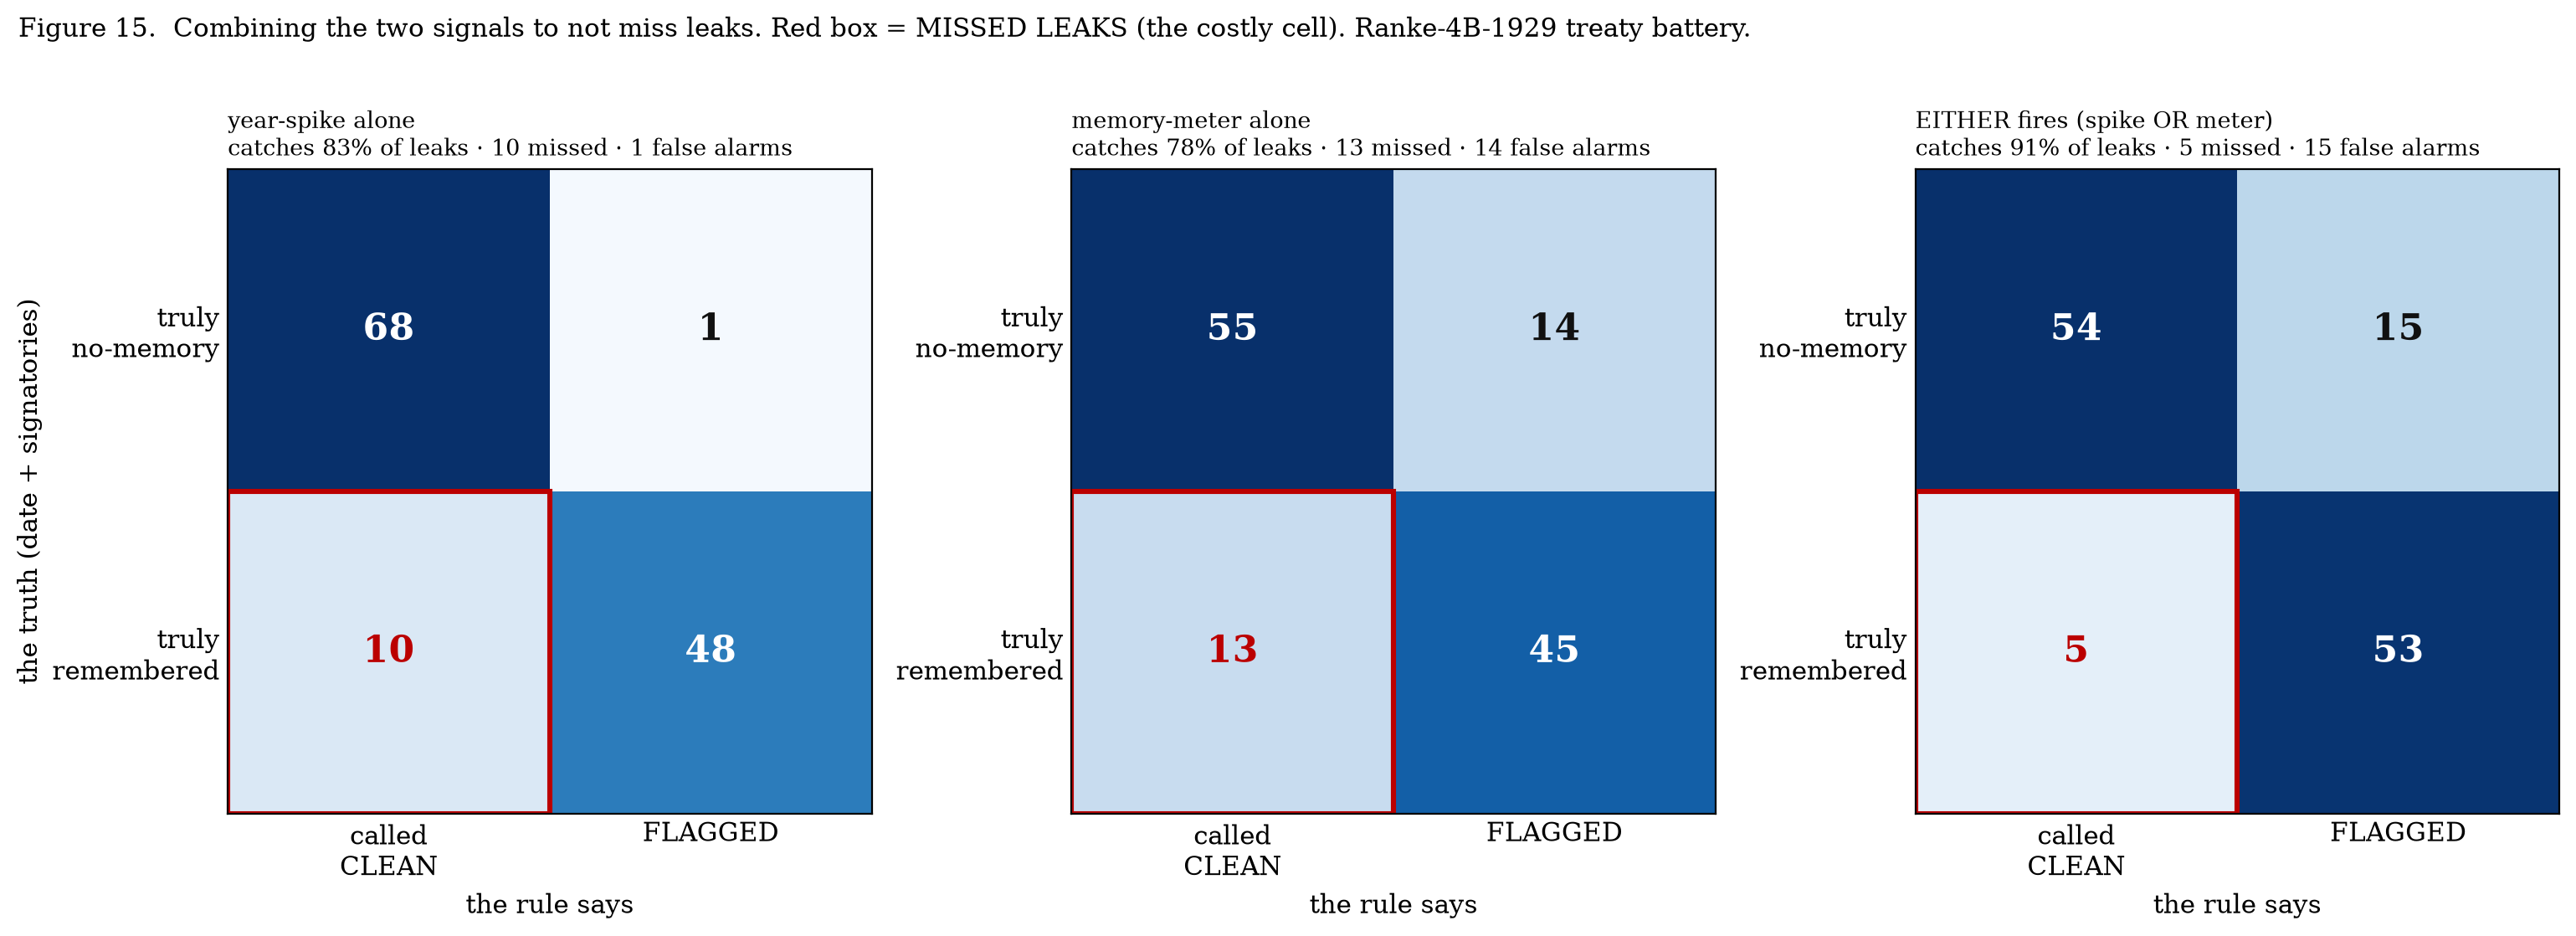 Figure 15.  Combining the two signals to not miss leaks. Red box = MISSED LEAKS (the costly cell). Ranke-4B-1929 treaty battery.
year-spike alone
catches 83% of leaks · 10 missed · 1 false alarms
the truth (date + signatories)
truly
no-memory
68
1
truly
remembered
10
48
called
CLEAN
FLAGGED
the rule says
memory-meter alone
catches 78% of leaks · 13 missed · 14 false alarms
truly
no-memory
55
14
truly
remembered
13
45
called
CLEAN
FLAGGED
the rule says
EITHER fires (spike OR meter)
catches 91% of leaks · 5 missed · 15 false alarms
truly
no-memory
54
15
truly
remembered
5
53
called
CLEAN
FLAGGED
the rule says